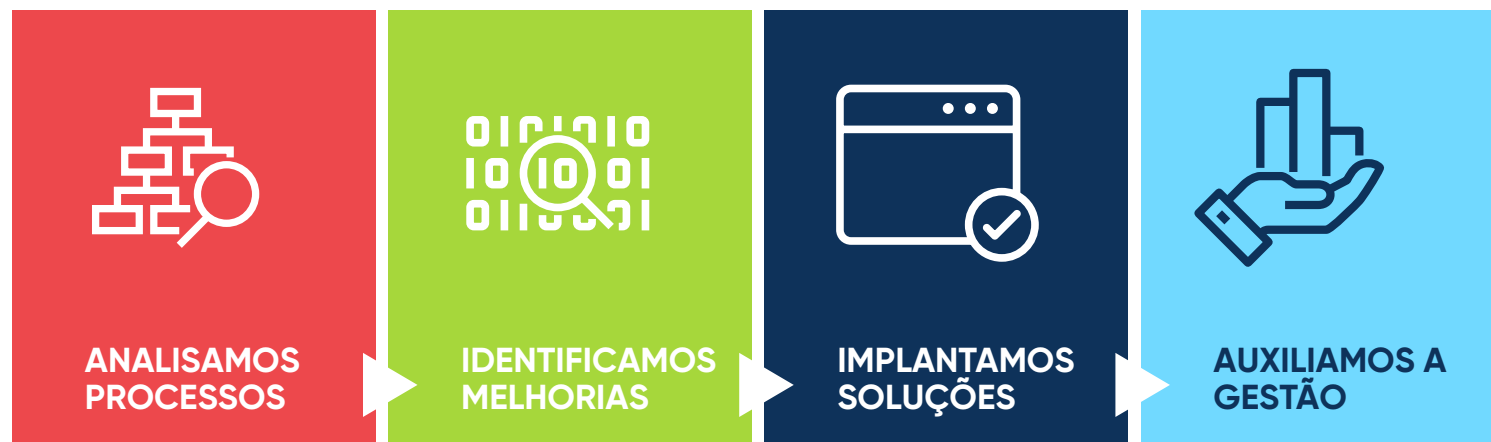 ANALISAMOS
PROCESSOS
IDENTIFICAMOS
MELHORIAS
IMPLANTAMOS
SOLUÇÕES
AUXILIAMOS A
GESTÃO